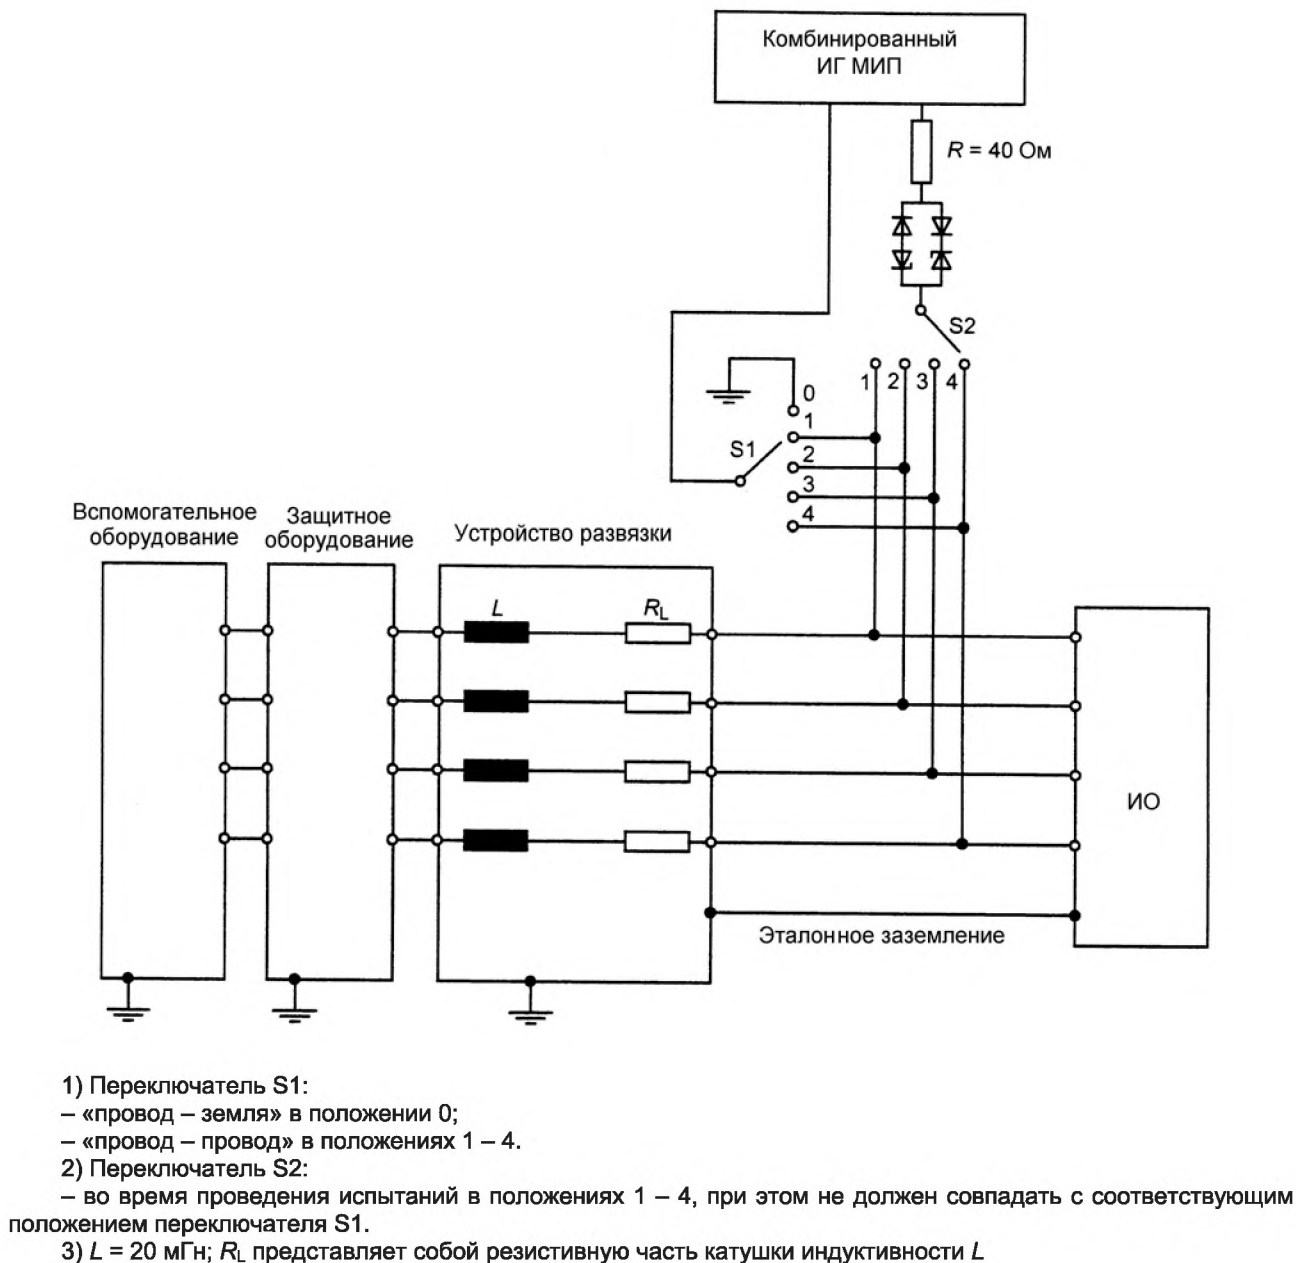 Комбинированный
ИГ МИП
R = 40 Ом
S2
1 2 3 4
0
1
S1
2
3
4
Вспомогательное
оборудование
Защитное
оборудование
Устройство развязки
L
RL
ИО
Эталонное заземление
1) Переключатель S1:
– «провод – земля» в положении 0;
– «провод – провод» в положениях 1 – 4.
2) Переключатель S2:
– во время проведения испытаний в положениях 1 – 4, при этом не должен совпадать с соответствующим
положением переключателя S1.
3) L = 20 мГн; RL представляет собой резистивную часть катушки индуктивности L